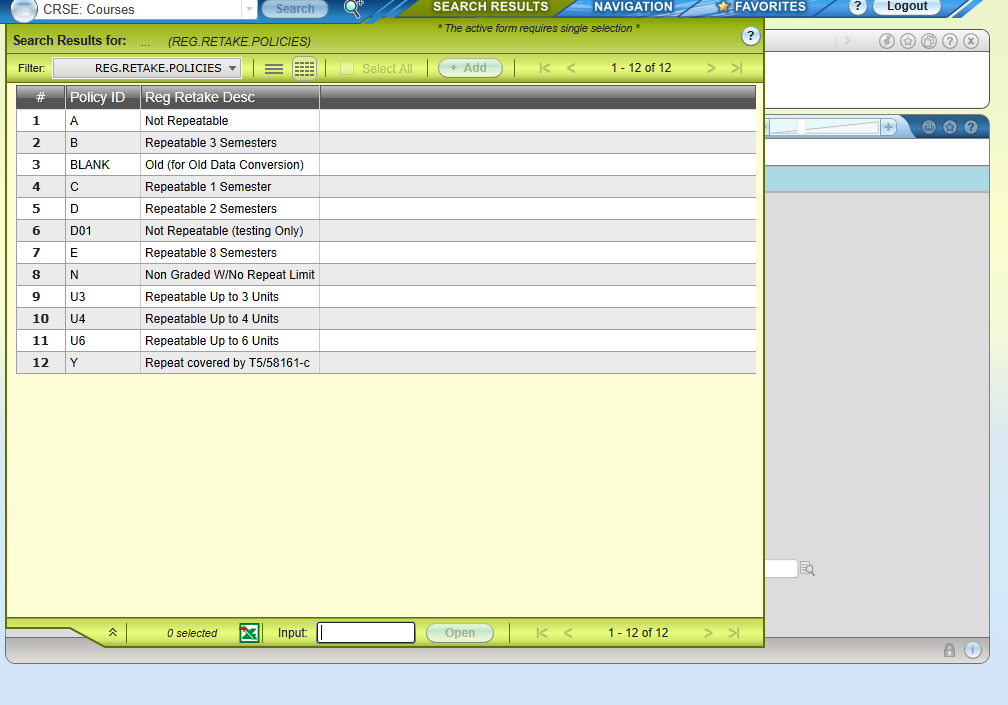 CRSE: Courses Search SEARCH RESULTS NAVIGATION FAVORITES ? Logout
* The active form requires single selection *
Search Results for: ... (REG.RETAKE.POLICIES) ?
Filter: REG.RETAKE.POLICIES Select All + Add 1 - 12 of 12
# Policy ID Reg Retake Desc
1 A Not Repeatable
2 B Repeatable 3 Semesters
3 BLANK Old (for Old Data Conversion)
4 C Repeatable 1 Semester
5 D Repeatable 2 Semesters
6 D01 Not Repeatable (testing Only)
7 E Repeatable 8 Semesters
8 N Non Graded W/No Repeat Limit
9 U3 Repeatable Up to 3 Units
10 U4 Repeatable Up to 4 Units
11 U6 Repeatable Up to 6 Units
12 Y Repeat covered by T5/58161-c
0 selected Input: Open 1 - 12 of 12